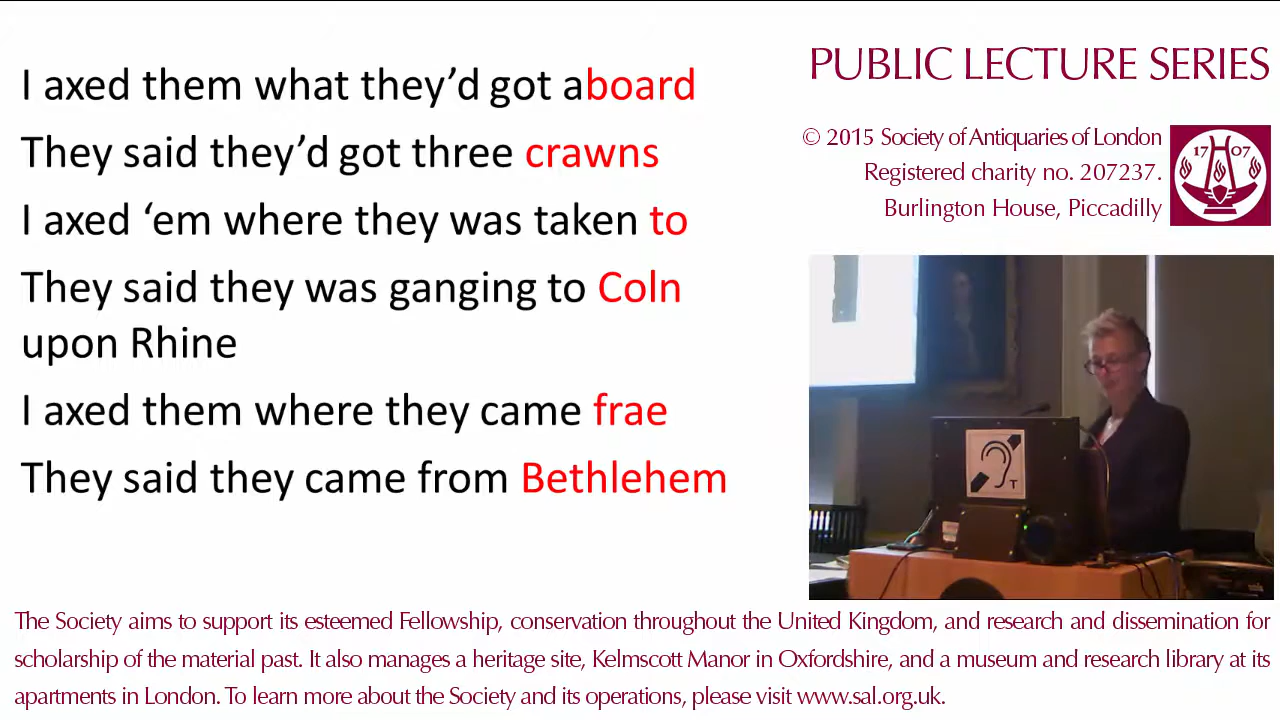 I axed them what they’d got aboard
They said they’d got three crawns
I axed ‘em where they was taken to
They said they was ganging to Coln
upon Rhine
I axed them where they came frae
They said they came from Bethlehem
PUBLIC LECTURE SERIES
© 2015 Society of Antiquaries of London
Registered charity no. 207237.
Burlington House, Piccadilly
17 07
T
The Society aims to support its esteemed Fellowship, conservation throughout the United Kingdom, and research and dissemination for
scholarship of the material past. It also manages a heritage site, Kelmscott Manor in Oxfordshire, and a museum and research library at its
apartments in London. To learn more about the Society and its operations, please visit www.sal.org.uk.